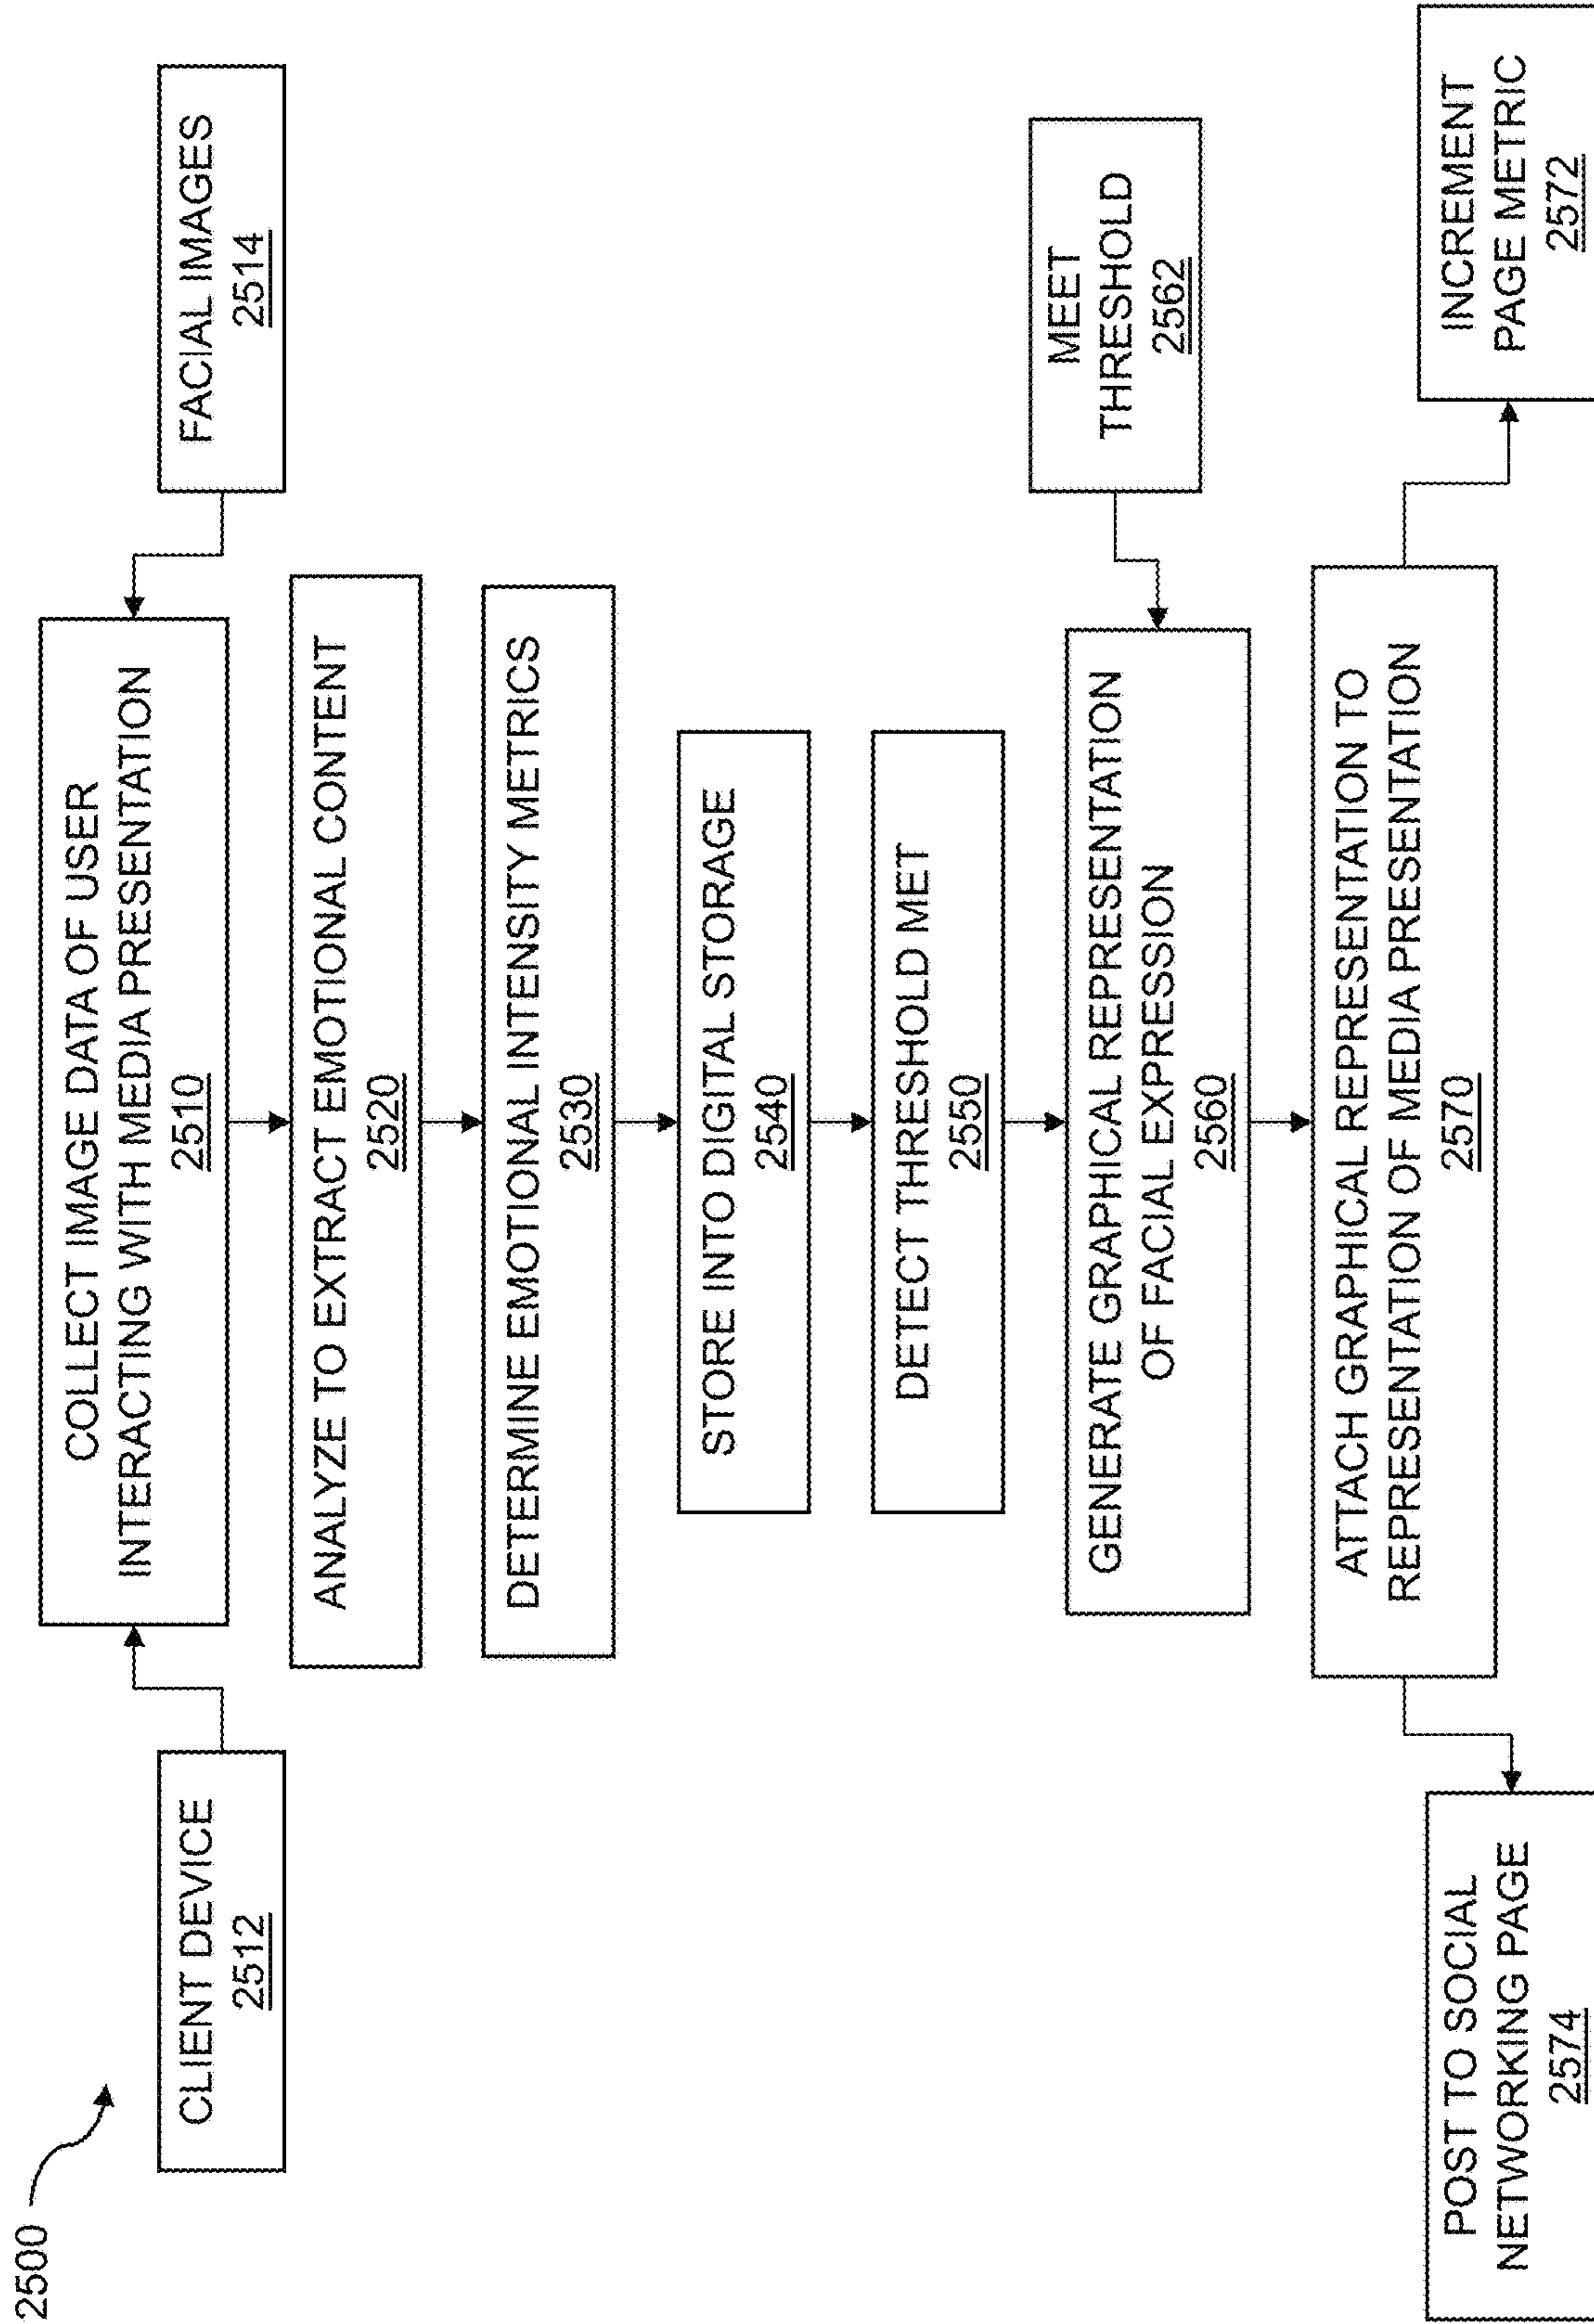 2500
COLLECT IMAGE DATA OF USER
INTERACTING WITH MEDIA PRESENTATION
2510
CLIENT DEVICE
2512
FACIAL IMAGES
2514
ANALYZE TO EXTRACT EMOTIONAL CONTENT
2520
DETERMINE EMOTIONAL INTENSITY METRICS
2530
STORE INTO DIGITAL STORAGE
2540
DETECT THRESHOLD MET
2550
MEET
THRESHOLD
2562
GENERATE GRAPHICAL REPRESENTATION
OF FACIAL EXPRESSION
2560
ATTACH GRAPHICAL REPRESENTATION TO
REPRESENTATION OF MEDIA PRESENTATION
2570
POST TO SOCIAL
NETWORKING PAGE
2574
INCREMENT
PAGE METRIC
2572